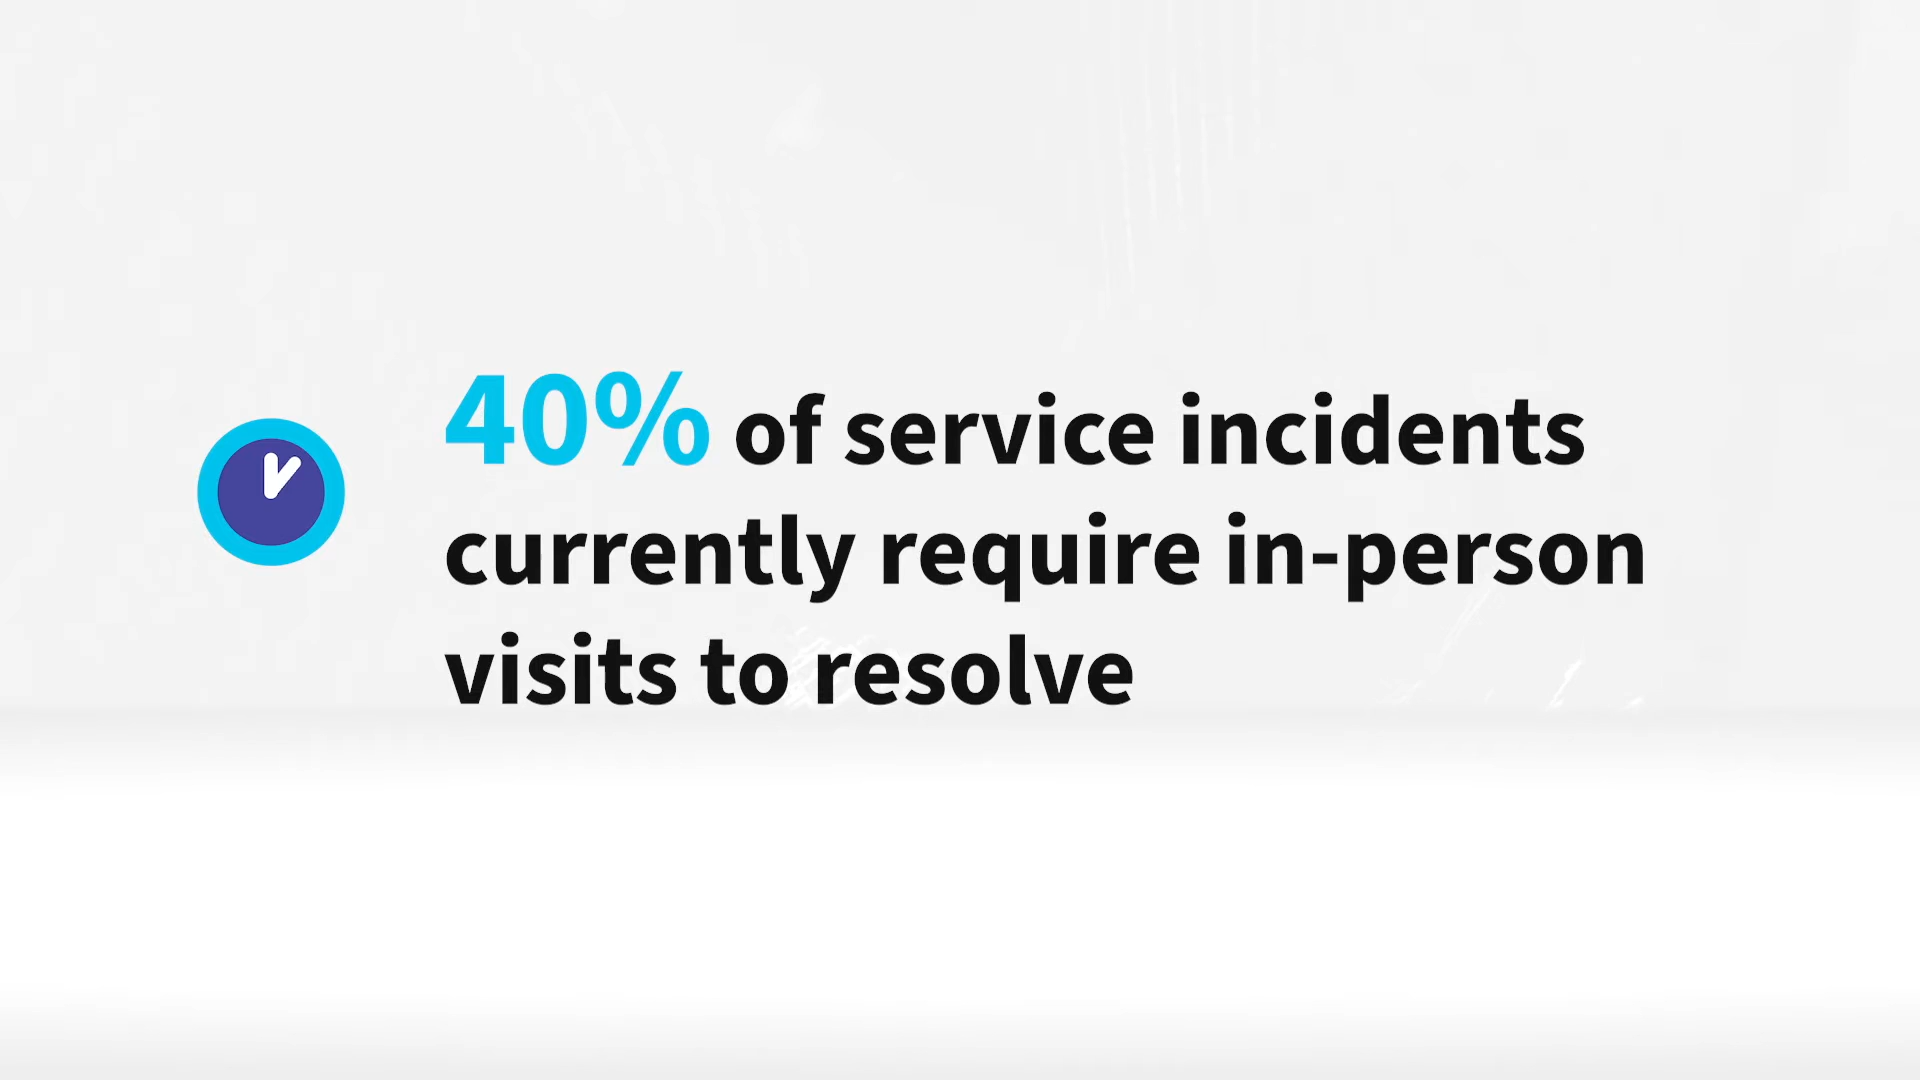 40% of service incidents
currently require in-person
visits to resolve